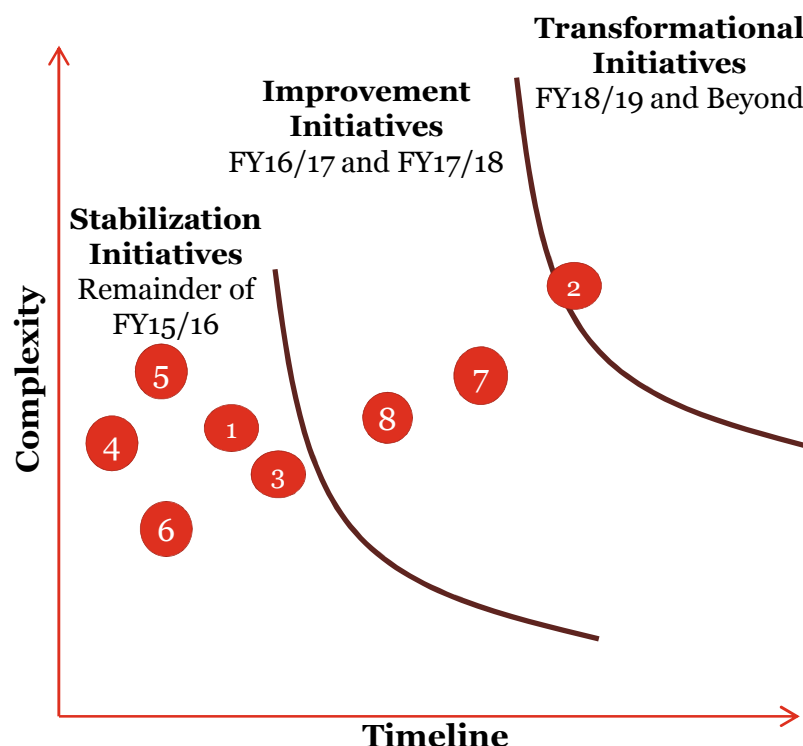 Transformational
Initiatives
FY18/19 and Beyond
Improvement
Initiatives
FY16/17 and FY17/18
Stabilization
Initiatives
Remainder of
FY15/16
Complexity
2
5
7
8
1
4
3
6
Timeline